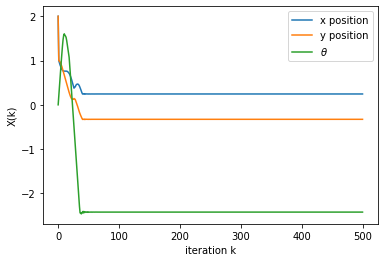 x position
y position
θ
2
1
0
−1
−2
X(k)
0
100
200
300
400
500
iteration k